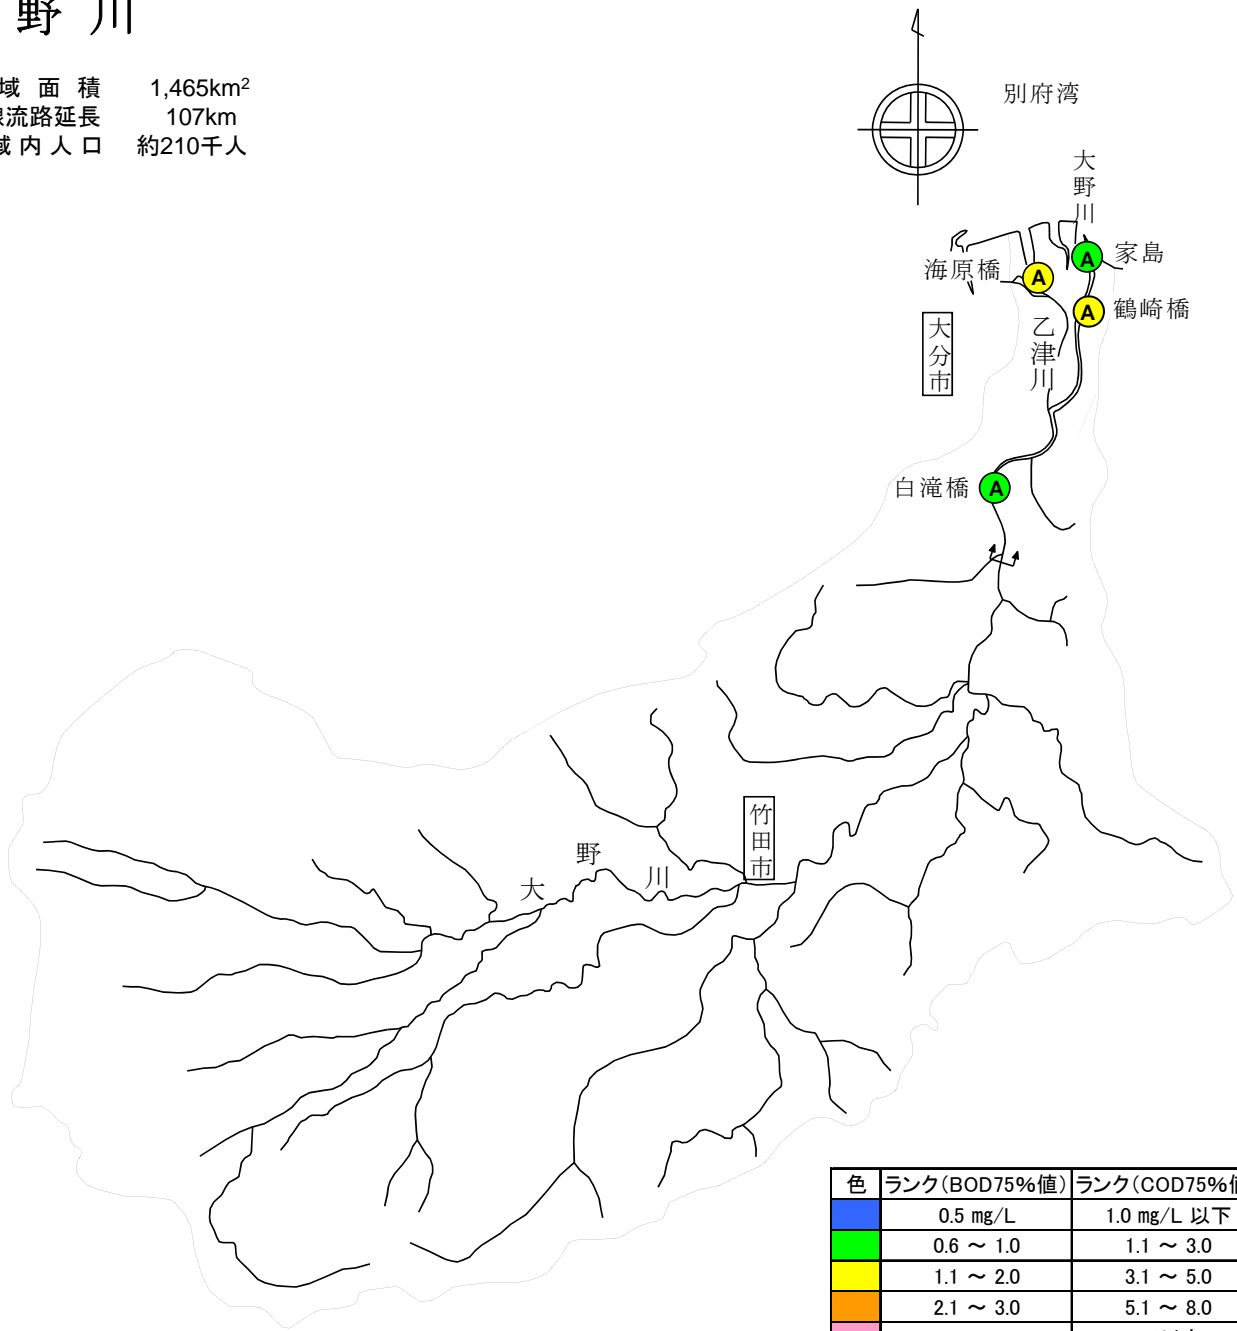 野川
域面積 1,465km²
流路延長 107km
域内人口 約210千人
別府湾
大野川
家島
海原橋
A
A
鶴崎橋
A
大分市
乙津川
白滝橋
A
竹田市
大野川
色 ランク(BOD75%値) ランク(COD75%値
0.5 mg/L 1.0 mg/L 以下
0.6 ～ 1.0 1.1 ～ 3.0
1.1 ～ 2.0 3.1 ～ 5.0
2.1 ～ 3.0 5.1 ～ 8.0